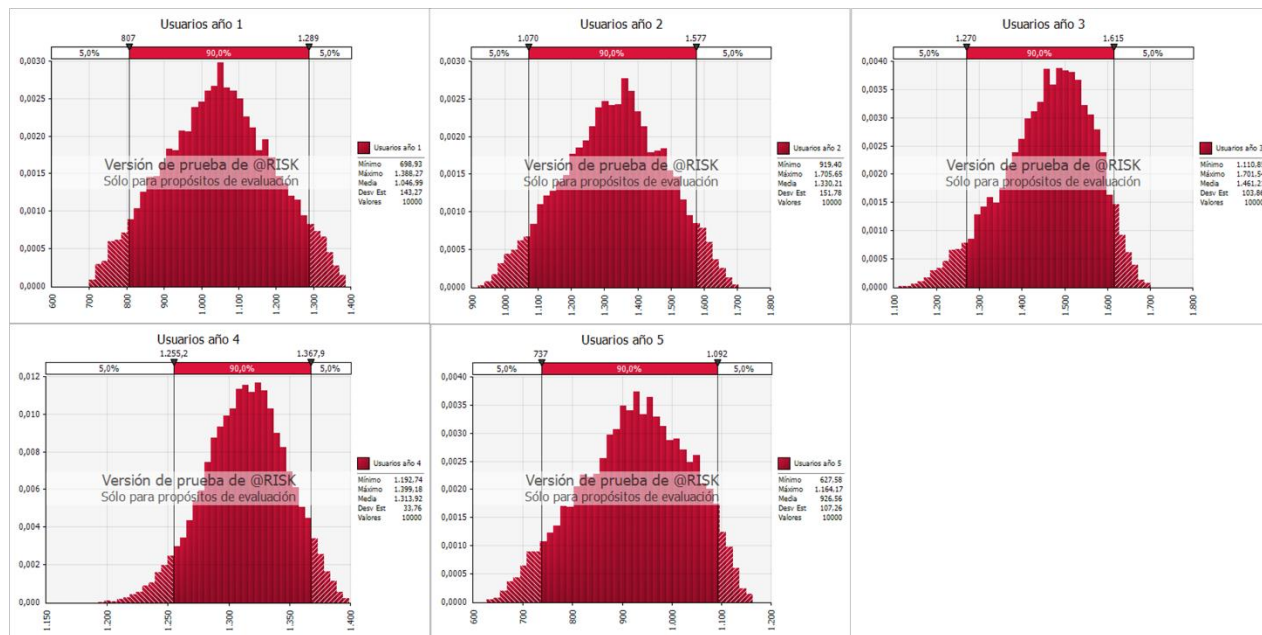 Usuarios año 1
807 1.289
5,0% 90,0% 5,0%
0,0030
0,0025
0,0020
0,0015
0,0010
0,0005
0,0000
600 700 800 900 1.000 1.100 1.200 1.300 1.400
Versión de prueba de @RISK
Sólo para propósitos de evaluación
Usuarios año 1
Mínimo 698,93
Máximo 1.388,27
Media 1.046,99
Desv Est 143,27
Valores 10000
Usuarios año 2
1.070 1.577
5,0% 90,0% 5,0%
0,0030
0,0025
0,0020
0,0015
0,0010
0,0005
0,0000
900 1.000 1.100 1.200 1.300 1.400 1.500 1.600 1.700 1.800
Versión de prueba de @RISK
Sólo para propósitos de evaluación
Usuarios año 2
Mínimo 919,40
Máximo 1.705,65
Media 1.330,21
Desv Est 151,78
Valores 10000
Usuarios año 3
1.270 1.615
5,0% 90,0% 5,0%
0,0040
0,0035
0,0030
0,0025
0,0020
0,0015
0,0010
0,0005
0,0000
1.100 1.200 1.300 1.400 1.500 1.600 1.700 1.800
Versión de prueba de @RISK
Sólo para propósitos de evaluación
Usuarios año
Mínimo
Máximo
Media
Desv Est
Valores 10000
Usuarios año 4
1.255,2 1.367,9
5,0% 90,0% 5,0%
0,012
0,010
0,008
0,006
0,004
0,002
0,000
1.150 1.200 1.250 1.300 1.350 1.400
Versión de prueba de @RISK
Sólo para propósitos de evaluación
Usuarios año 4
Mínimo 1.192,74
Máximo 1.399,18
Media 1.313,92
Desv Est 33,76
Valores 10000
Usuarios año 5
737 1.092
5,0% 90,0% 5,0%
0,0040
0,0035
0,0030
0,0025
0,0020
0,0015
0,0010
0,0005
0,0000
600 700 800 900 1.000 1.100 1.200
Versión de prueba de @RISK
Sólo para propósitos de evaluación
Usuarios año 5
Mínimo 627,58
Máximo 1.164,17
Media 926,56
Desv Est 107,26
Valores 10000